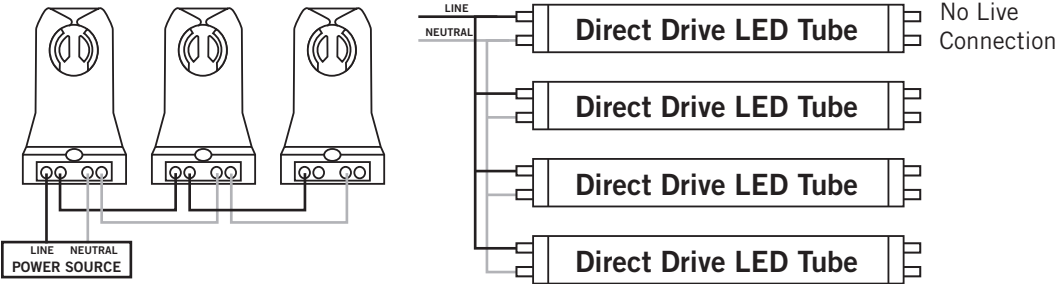 LINE NEUTRAL
POWER SOURCE
LINE
NEUTRAL
Direct Drive LED Tube
No Live
Connection
Direct Drive LED Tube
Direct Drive LED Tube
Direct Drive LED Tube